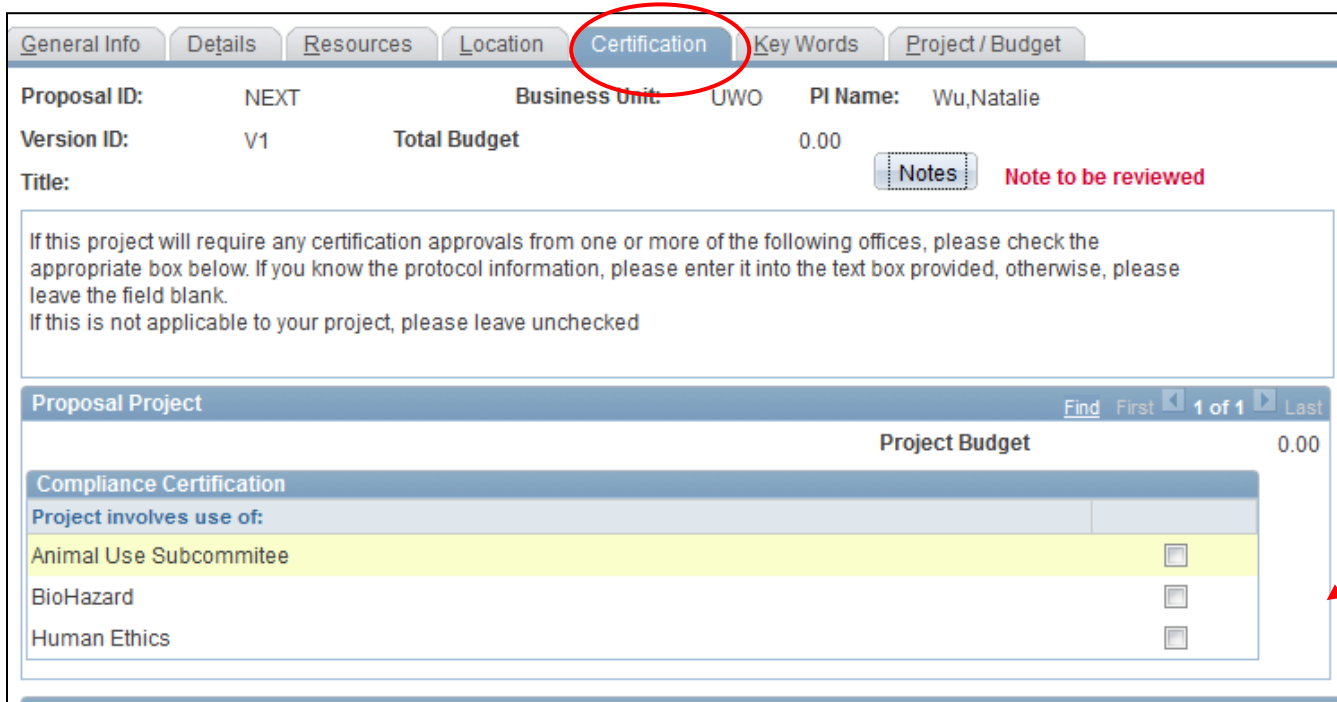 General Info Details Resources Location Certification Key Words Project / Budget
Proposal ID: NEXT Business Unit: UWO PI Name: Wu,Natalie
Version ID: V1 Total Budget 0.00
Title: Notes Note to be reviewed
If this project will require any certification approvals from one or more of the following offices, please check the
appropriate box below. If you know the protocol information, please enter it into the text box provided, otherwise, please
leave the field blank.
If this is not applicable to your project, please leave unchecked
Proposal Project Find First 1 of 1 Last
Project Budget 0.00
Compliance Certification
Project involves use of:
Animal Use Subcommitee
BioHazard
Human Ethics